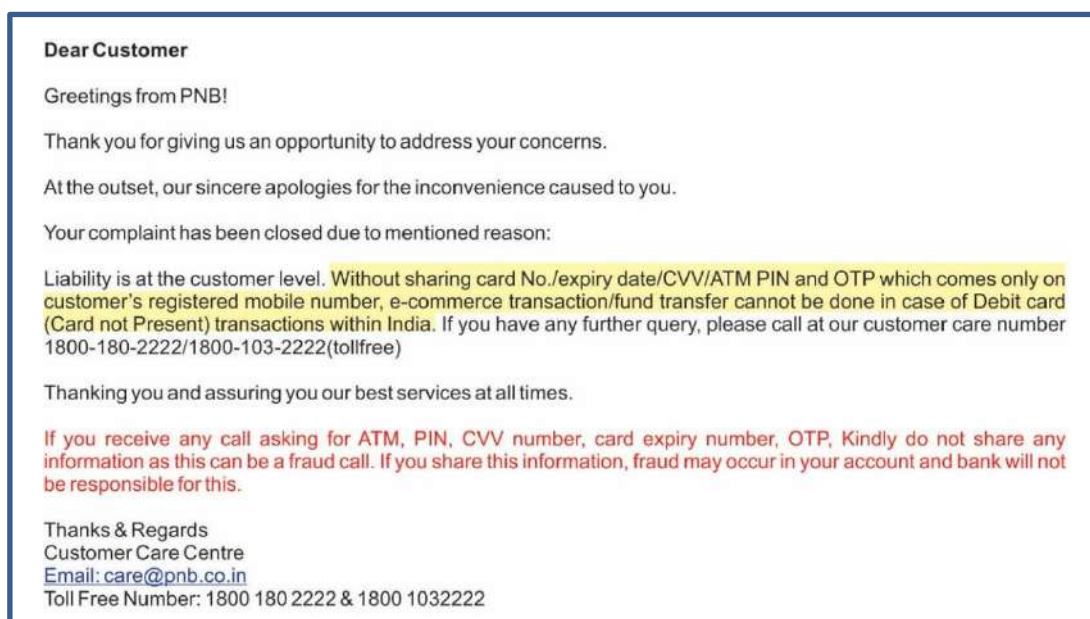 Dear Customer
Greetings from PNB!
Thank you for giving us an opportunity to address your concerns.
At the outset, our sincere apologies for the inconvenience caused to you.
Your complaint has been closed due to mentioned reason:
Liability is at the customer level. Without sharing card No./expiry date/CVV/ATM PIN and OTP which comes only on
customer's registered mobile number, e-commerce transaction/fund transfer cannot be done in case of Debit card
(Card not Present) transactions within India. If you have any further query, please call at our customer care number
1800-180-2222/1800-103-2222(tollfree)
Thanking you and assuring you our best services at all times.
If you receive any call asking for ATM, PIN, CVV number, card expiry number, OTP, Kindly do not share any
information as this can be a fraud call. If you share this information, fraud may occur in your account and bank will not
be responsible for this.
Thanks & Regards
Customer Care Centre
Email: care@pnb.co.in
Toll Free Number: 1800 180 2222 & 1800 1032222